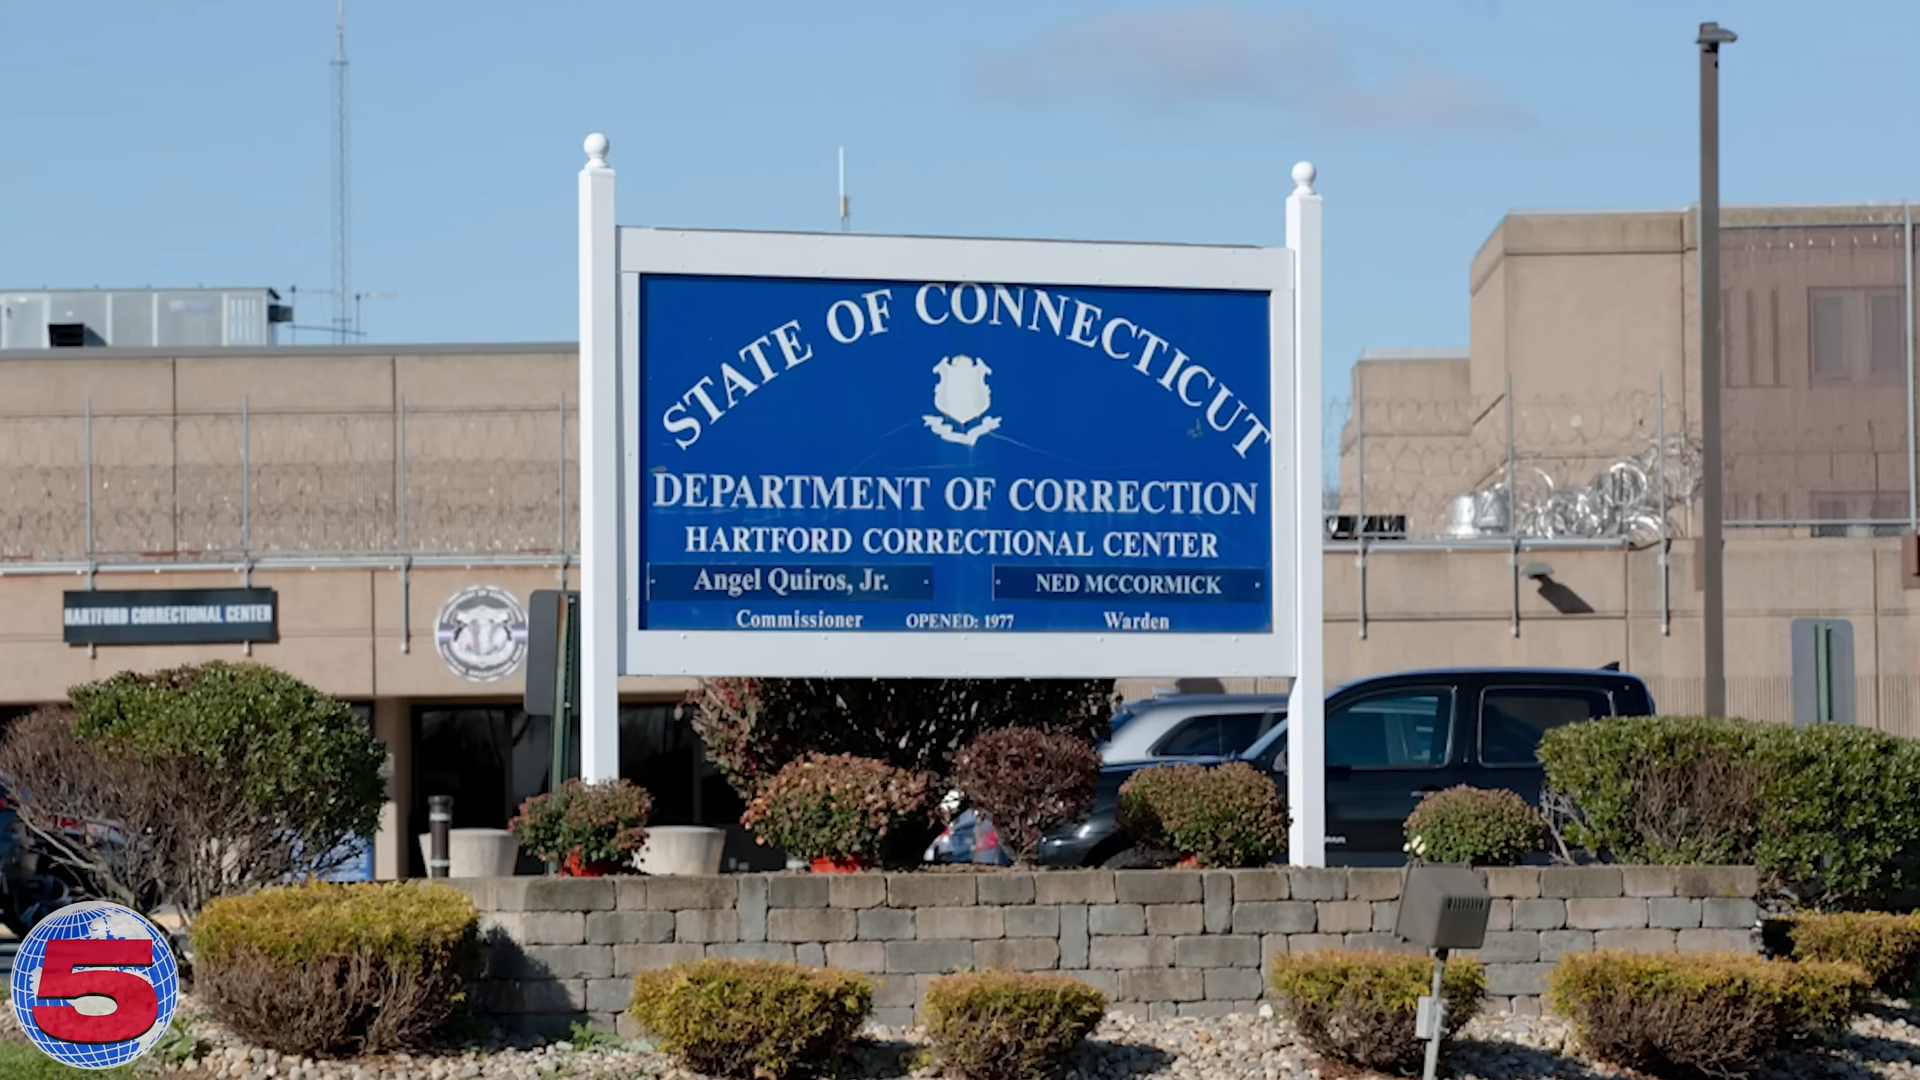 STATE OF CONNECTICUT
DEPARTMENT OF CORRECTION
HARTFORD CORRECTIONAL CENTER
Angel Quiros, Jr.
NED MCCORMICK
Commissioner
OPENED: 1977
Warden
HARTFORD CORRECTIONAL CENTER
5